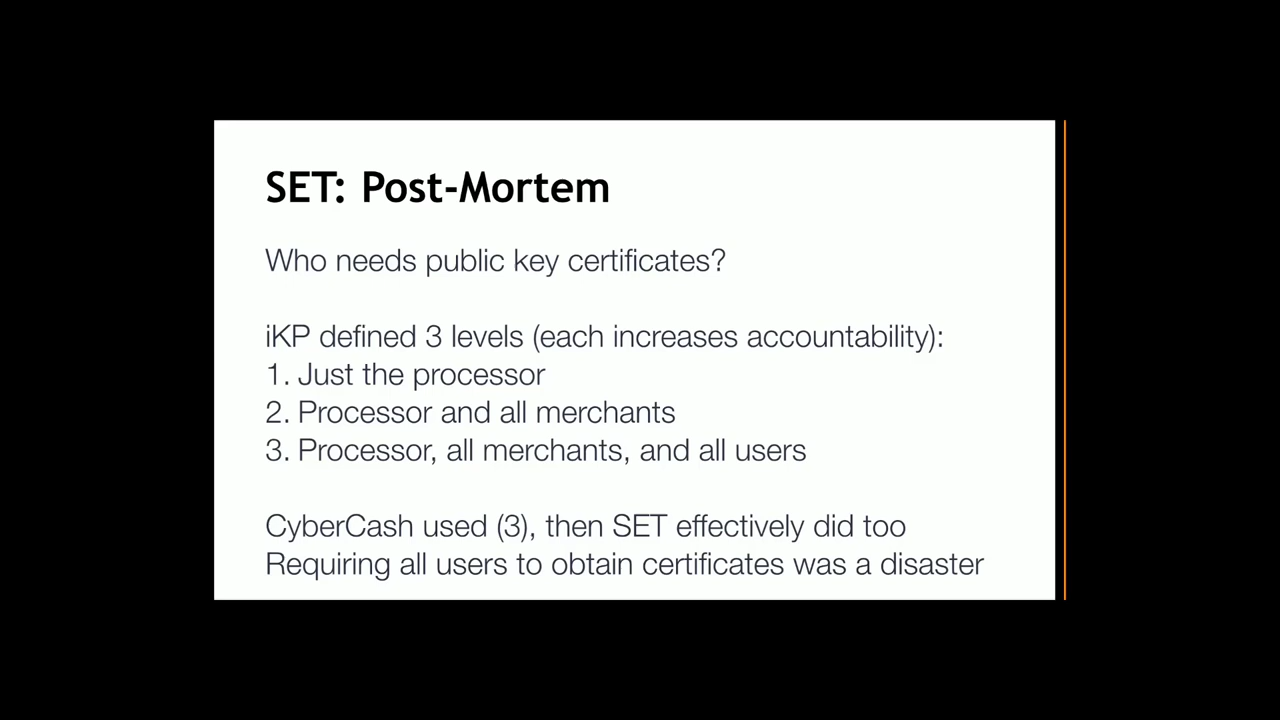 SET: Post-Mortem
Who needs public key certificates?
iKP defined 3 levels (each increases accountability):
1. Just the processor
2. Processor and all merchants
3. Processor, all merchants, and all users
CyberCash used (3), then SET effectively did too
Requiring all users to obtain certificates was a disaster